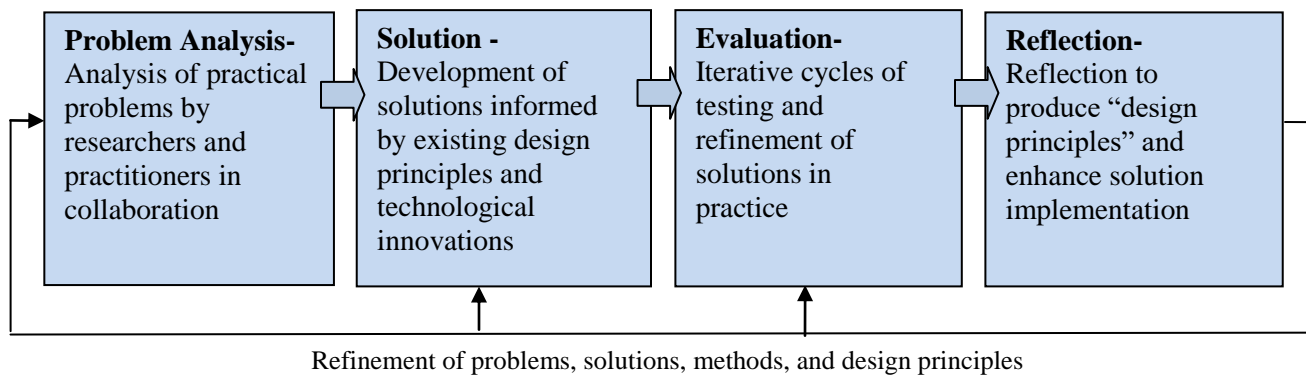 Problem Analysis-
Analysis of practical
problems by
researchers and
practitioners in
collaboration
Solution -
Development of
solutions informed
by existing design
principles and
technological
innovations
Evaluation-
Iterative cycles of
testing and
refinement of
solutions in
practice
Reflection-
Reflection to
produce “design
principles” and
enhance solution
implementation
Refinement of problems, solutions, methods, and design principles